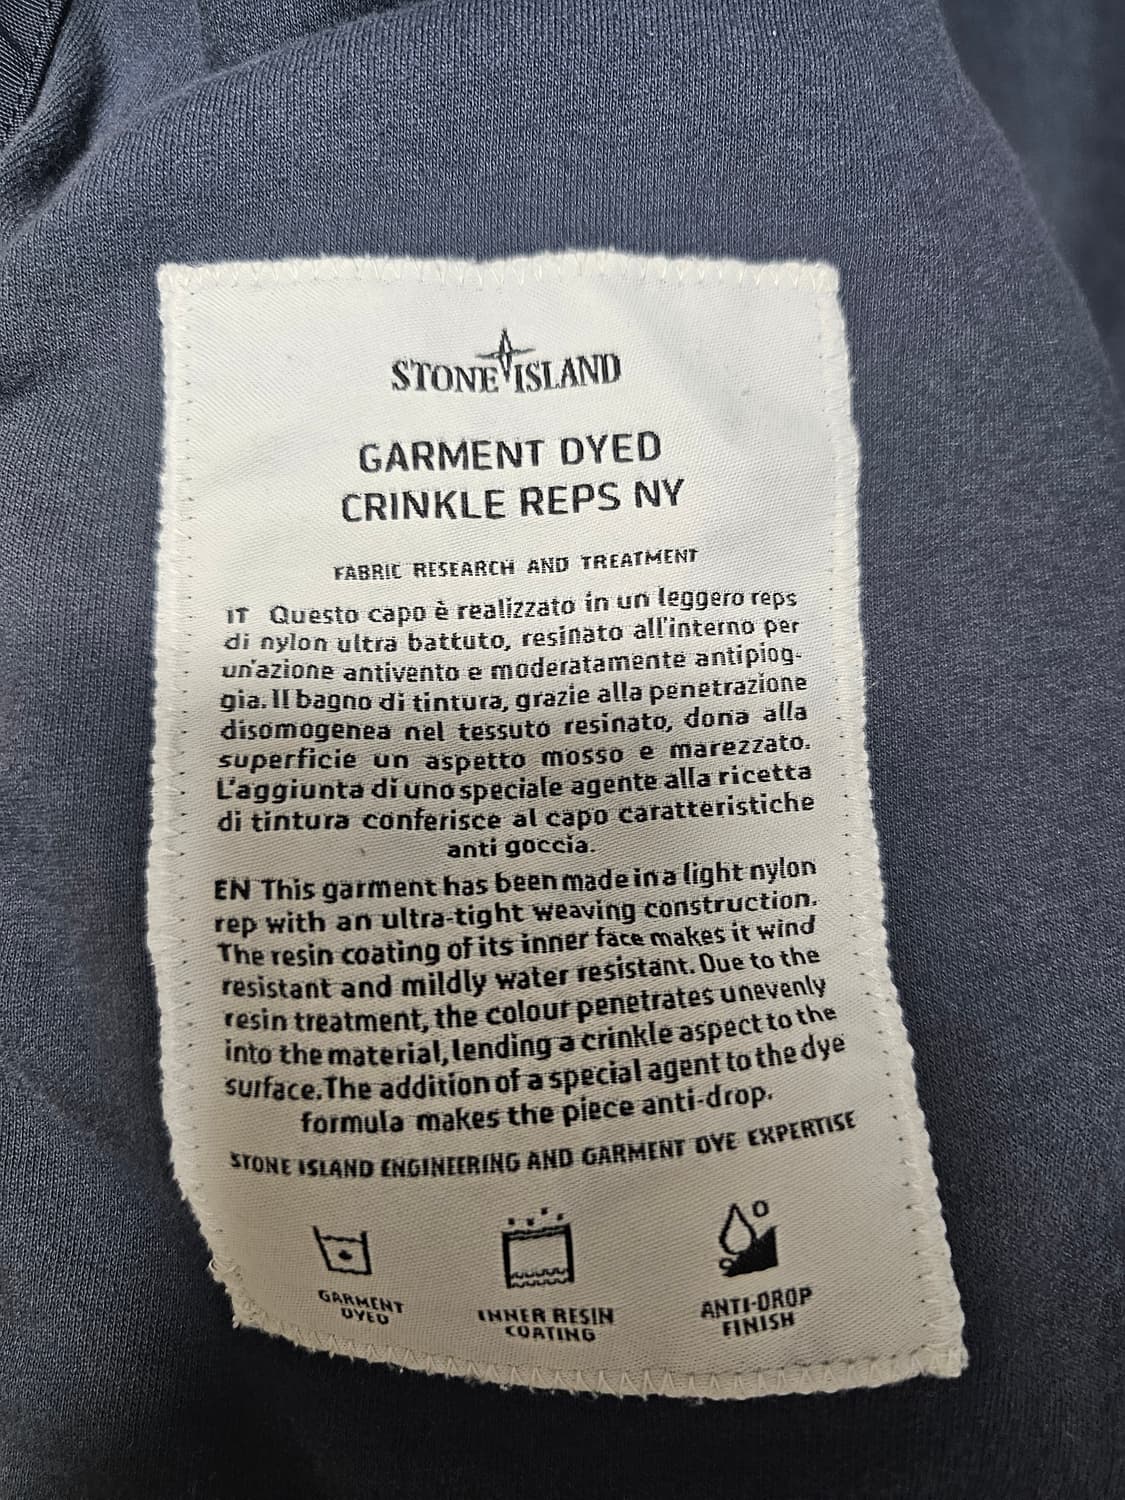 STONE ISLAND
GARMENT DYED
CRINKLE REPS NY
FABRIC RESEARCH AND TREATMENT
IT Questo capo è realizzato in un leggero reps
di nylon ultra battuto, resinato all'interno per
un'azione antivento e moderatamente antipiog-
gia. Il bagno di tintura, grazie alla penetrazione
disomogenea nel tessuto resinato, dona alla
superficie un aspetto mosso e marezzato.
L'aggiunta di uno speciale agente alla ricetta
di tintura conferisce al capo caratteristiche
anti goccia.
EN This garment has been made in a light nylon
rep with an ultra-tight weaving construction.
The resin coating of its inner face makes it wind
resistant and mildly water resistant. Due to the
resin treatment, the colour penetrates unevenly
into the material, lending a crinkle aspect to the
surface. The addition of a special agent to the dye
formula makes the piece anti-drop.
STONE ISLAND ENGINEERING AND GARMENT DYE EXPERTISE
GARMENT
DYED
INNER RESIN
COATING
ANTI-DROP
FINISH